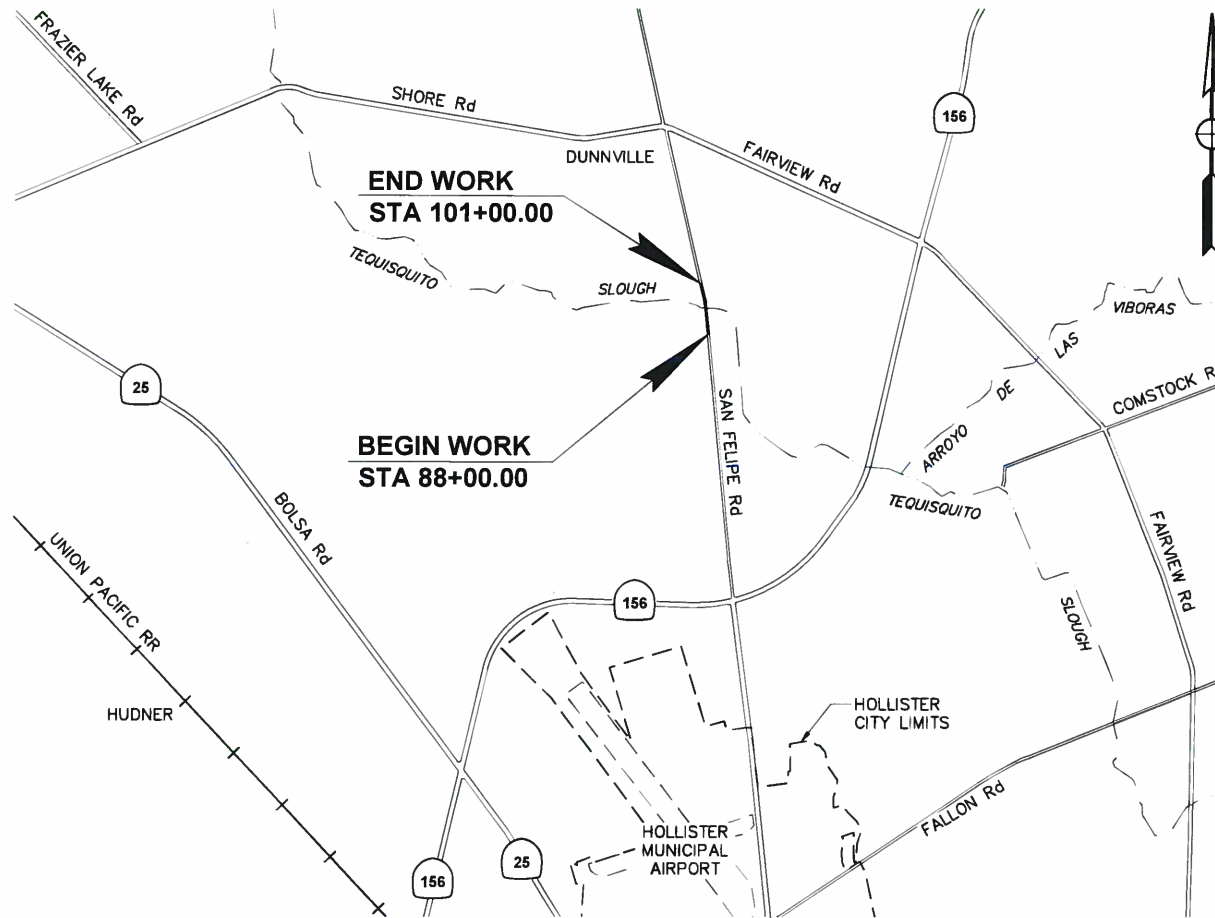 FRAZIER LAKE Rd
SHORE Rd
156
DUNNVILLE
FAIRVIEW Rd
END WORK
STA 101+00.00
TEQUISQUITO
SLOUGH
VIBORAS
LAS
DE
ARROYO
COMSTOCK
25
SAN FELIPE Rd
BEGIN WORK
STA 88+00.00
TEQUISQUITO
BOLSA Rd
FAIRVIEW Rd
UNION PACIFIC RR
156
SLOUGH
HUDNER
HOLLISTER
CITY LIMITS
FALLON Rd
HOLLISTER
MUNICIPAL
AIRPORT
156
25